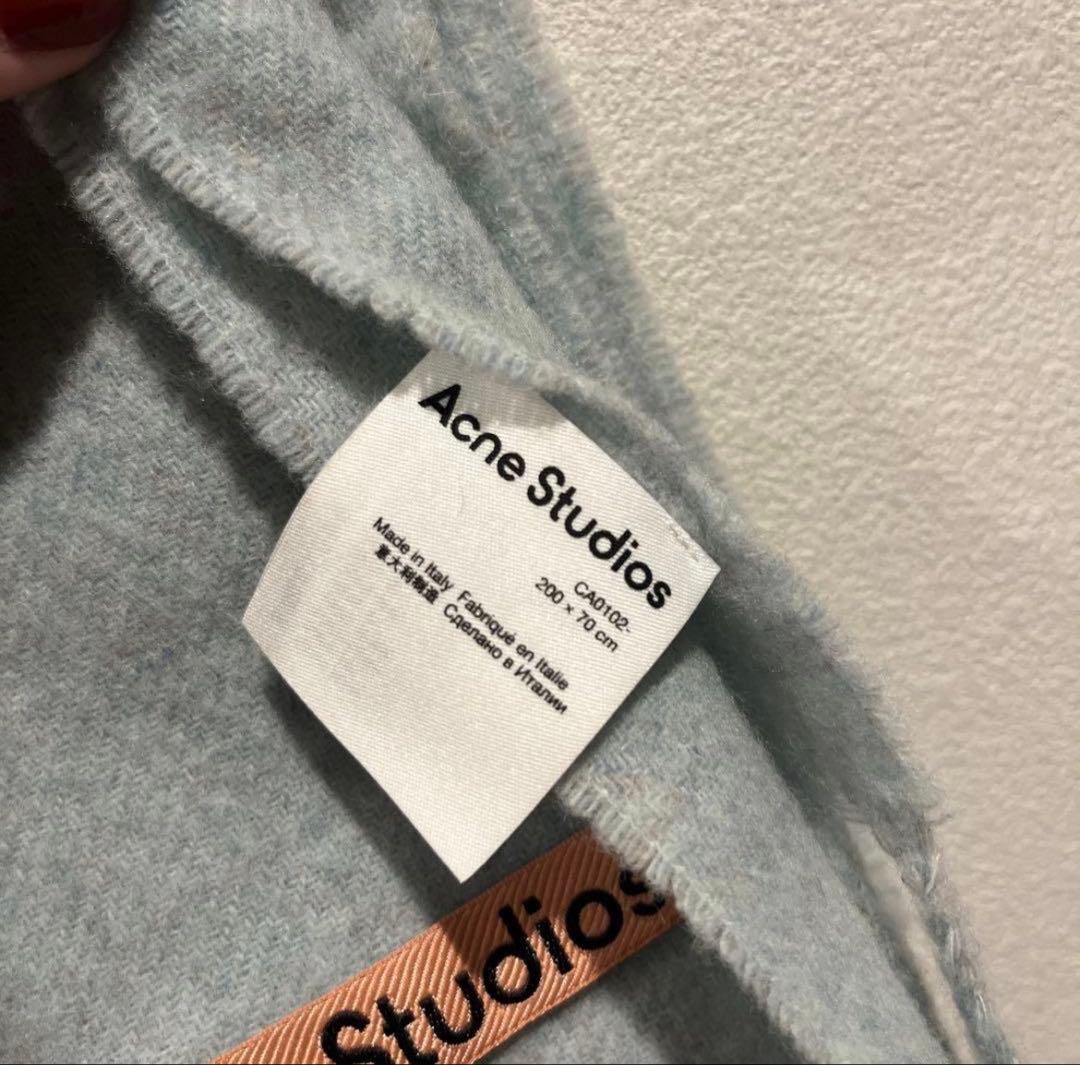 Acne Studios
CA0102-
200 × 70 cm
Made in Italy Fabriqué en Italie
意大利制造 Сделано в Италии
Studios